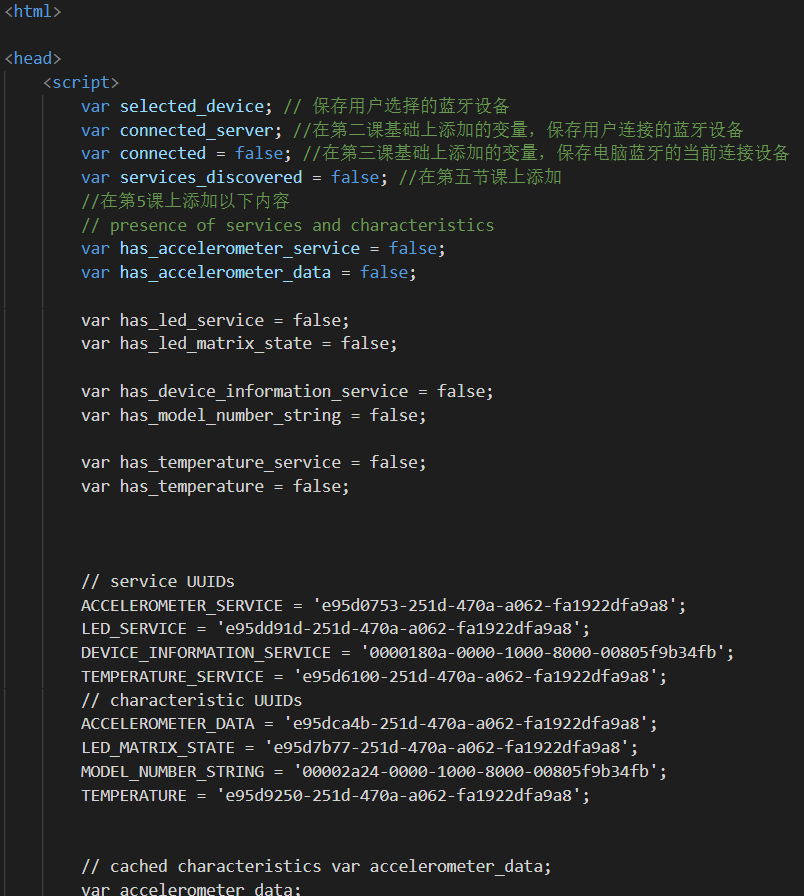 <html>
<head>
<script>
var selected_device; // 保存用户选择的蓝牙设备
var connected_server; //在第二课基础上添加的变量，保存用户连接的蓝牙设备
var connected = false; //在第三课基础上添加的变量，保存电脑蓝牙的当前连接设备
var services_discovered = false; //在第五节课上添加
//在第5课上添加以下内容
// presence of services and characteristics
var has_accelerometer_service = false;
var has_accelerometer_data = false;
var has_led_service = false;
var has_led_matrix_state = false;
var has_device_information_service = false;
var has_model_number_string = false;
var has_temperature_service = false;
var has_temperature = false;
// service UUIDs
ACCELEROMETER_SERVICE = 'e95d0753-251d-470a-a062-fa1922dfa9a8';
LED_SERVICE = 'e95dd91d-251d-470a-a062-fa1922dfa9a8';
DEVICE_INFORMATION_SERVICE = '0000180a-0000-1000-8000-00805f9b34fb';
TEMPERATURE_SERVICE = 'e95d6100-251d-470a-a062-fa1922dfa9a8';
// characteristic UUIDs
ACCELEROMETER_DATA = 'e95dca4b-251d-470a-a062-fa1922dfa9a8';
LED_MATRIX_STATE = 'e95d7b77-251d-470a-a062-fa1922dfa9a8';
MODEL_NUMBER_STRING = '00002a24-0000-1000-8000-00805f9b34fb';
TEMPERATURE = 'e95d9250-251d-470a-a062-fa1922dfa9a8';
// cached characteristics var accelerometer_data;
var accelerometer_data;